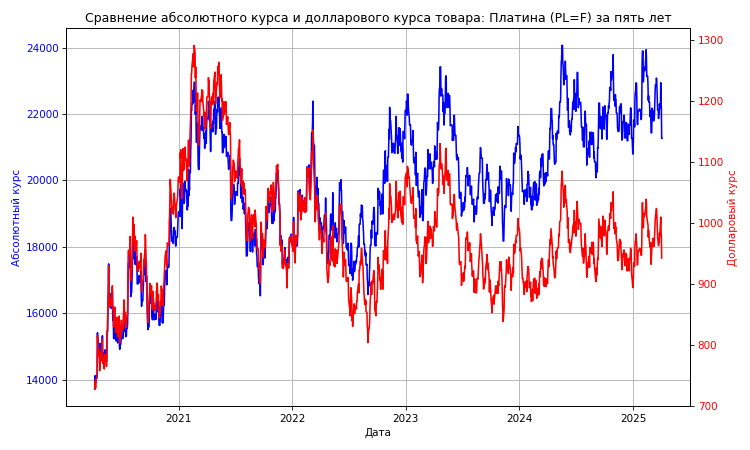 Сравнение абсолютного курса и долларового курса товара: Платина (PL=F) за пять лет
24000
22000
20000
18000
16000
14000
Абсолютный курс
1300
1200
1100
1000
900
800
700
Долларовый курс
2021 2022 2023 2024 2025
Дата